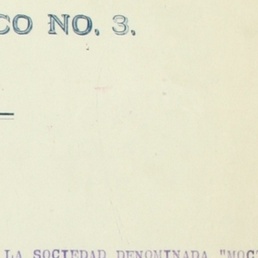 CO NO. 3.
LA SOCIEDAD DENOMINADA "MOC